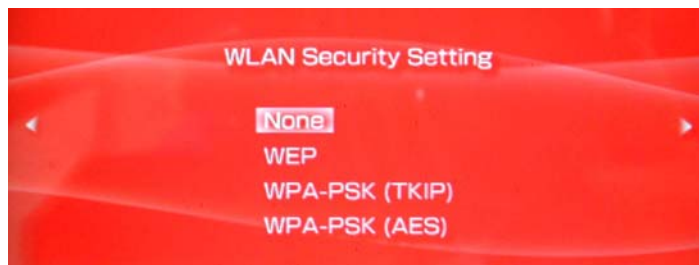 WLAN Security Setting
None
WEP
WPA-PSK (TKIP)
WPA-PSK (AES)